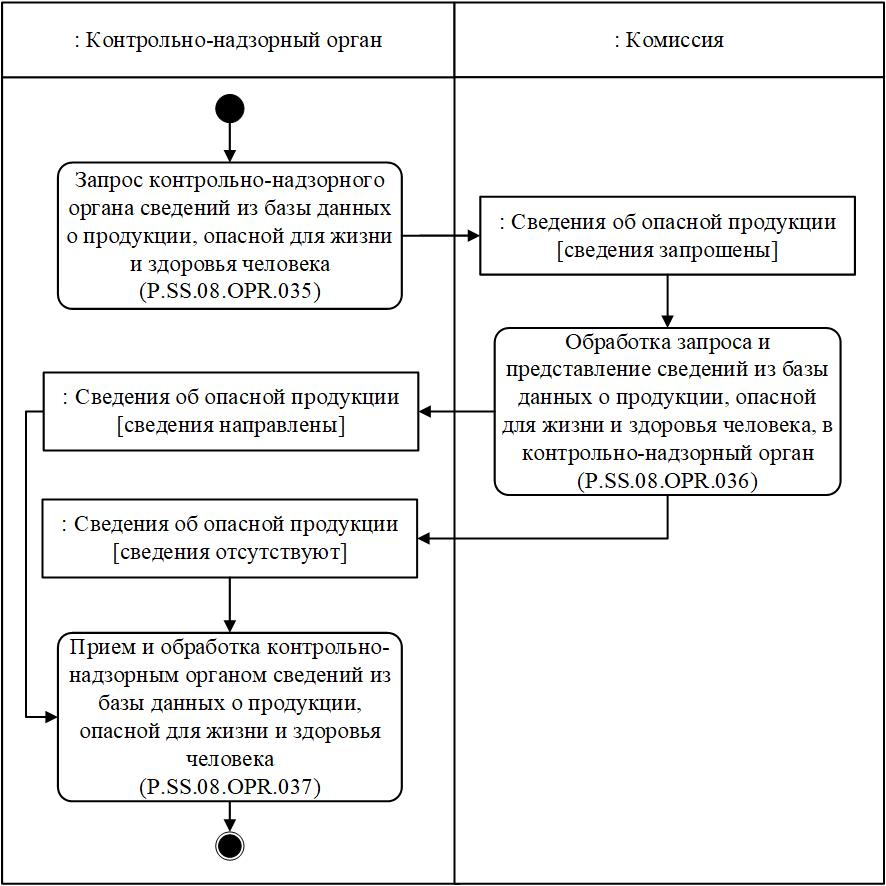 : Контрольно-надзорный орган
: Комиссия
Запрос контрольно-надзорного
органа сведений из базы данных
о продукции, опасной для жизни
и здоровья человека
(P.SS.08.OPR.035)
: Сведения об опасной продукции
[сведения запрошены]
Обработка запроса и
представление сведений из базы
данных о продукции, опасной
для жизни и здоровья человека, в
контрольно-надзорный орган
(P.SS.08.OPR.036)
: Сведения об опасной продукции
[сведения направлены]
: Сведения об опасной продукции
[сведения отсутствуют]
Прием и обработка контрольно-
надзорным органом сведений из
базы данных о продукции,
опасной для жизни и здоровья
человека
(P.SS.08.OPR.037)